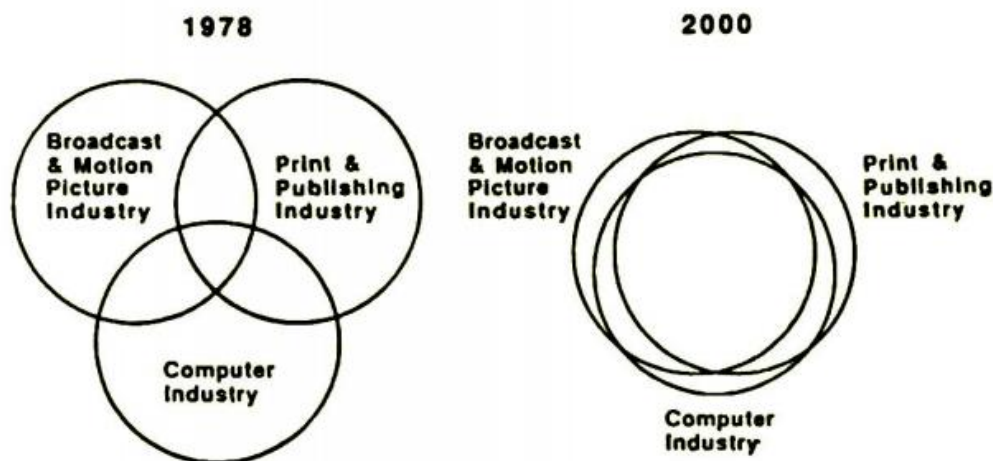 1978
Broadcast
& Motion
Picture
Industry
Print &
Publishing
Industry
Computer
Industry
2000
Broadcast
& Motion
Picture
Industry
Print &
Publishing
Industry
Computer
Industry